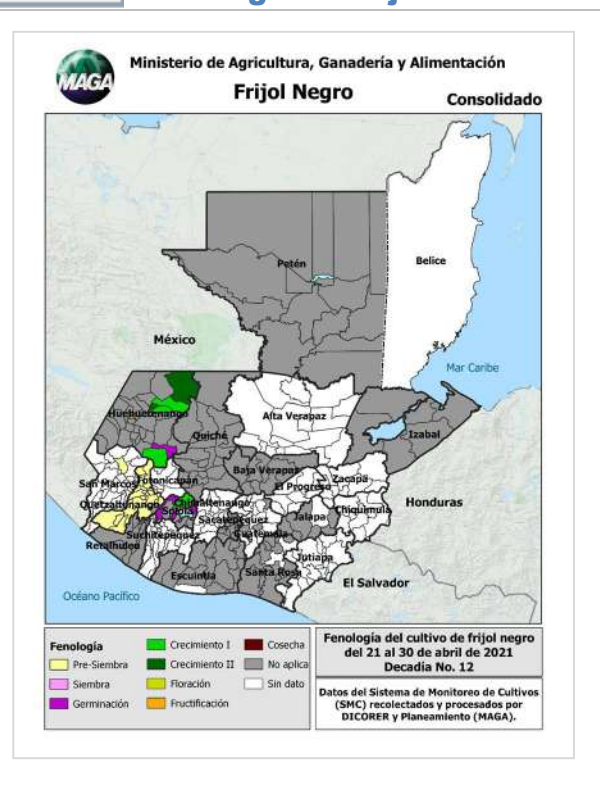 MAGA
Ministerio de Agricultura, Ganadería y Alimentación
Frijol Negro
Consolidado
Petén
Belice
México
Mar Caribe
Huehuetenango
Alta Verapaz
Izabal
Quiché
Baja Verapaz
Zacapa
San Marcos
Totonicapán
El Progreso
Quetzaltenango
Chimaltenango
Honduras
Sololá
Sacatepéquez
Jalapa
Chiquimula
Suchitepéquez
Guatemala
Retalhuleu
Jutiapa
Escuintla
Santa Rosa
El Salvador
Océano Pacífico
Fenología
Pre-Siembra
Siembra
Germinación
Crecimiento I
Crecimiento II
Floración
Fructificación
Cosecha
No aplica
Sin dato
Fenología del cultivo de frijol negro
del 21 al 30 de abril de 2021
Decadia No. 12
Datos del Sistema de Monitoreo de Cultivos
(SMC) recolectados y procesados por
DICORER y Planeamiento (MAGA).